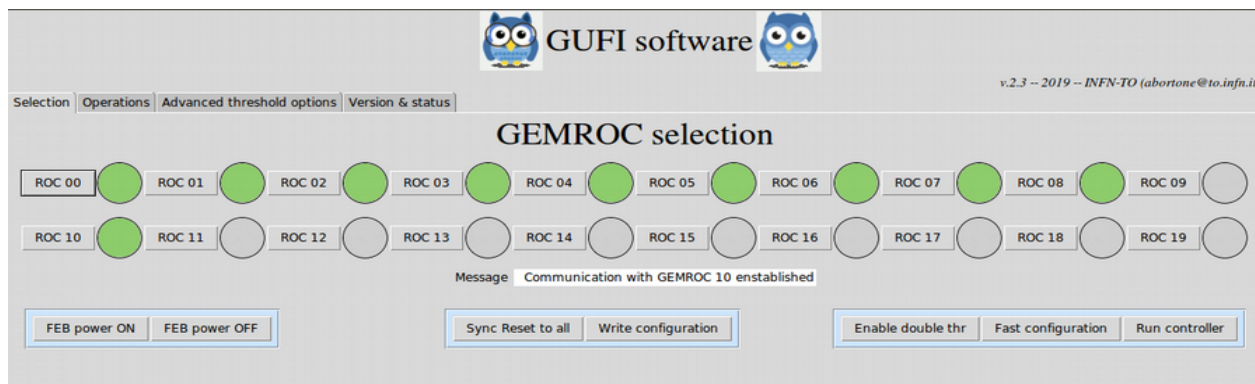 GUFI software
v.2.3 -- 2019 -- INFN-TO (abortone@to.infn.it
Selection Operations Advanced threshold options Version & status
GEMROC selection
ROC 00 ROC 01 ROC 02 ROC 03 ROC 04 ROC 05 ROC 06 ROC 07 ROC 08 ROC 09
ROC 10 ROC 11 ROC 12 ROC 13 ROC 14 ROC 15 ROC 16 ROC 17 ROC 18 ROC 19
Message Communication with GEMROC 10 enstablished
FEB power ON FEB power OFF Sync Reset to all Write configuration Enable double thr Fast configuration Run controller